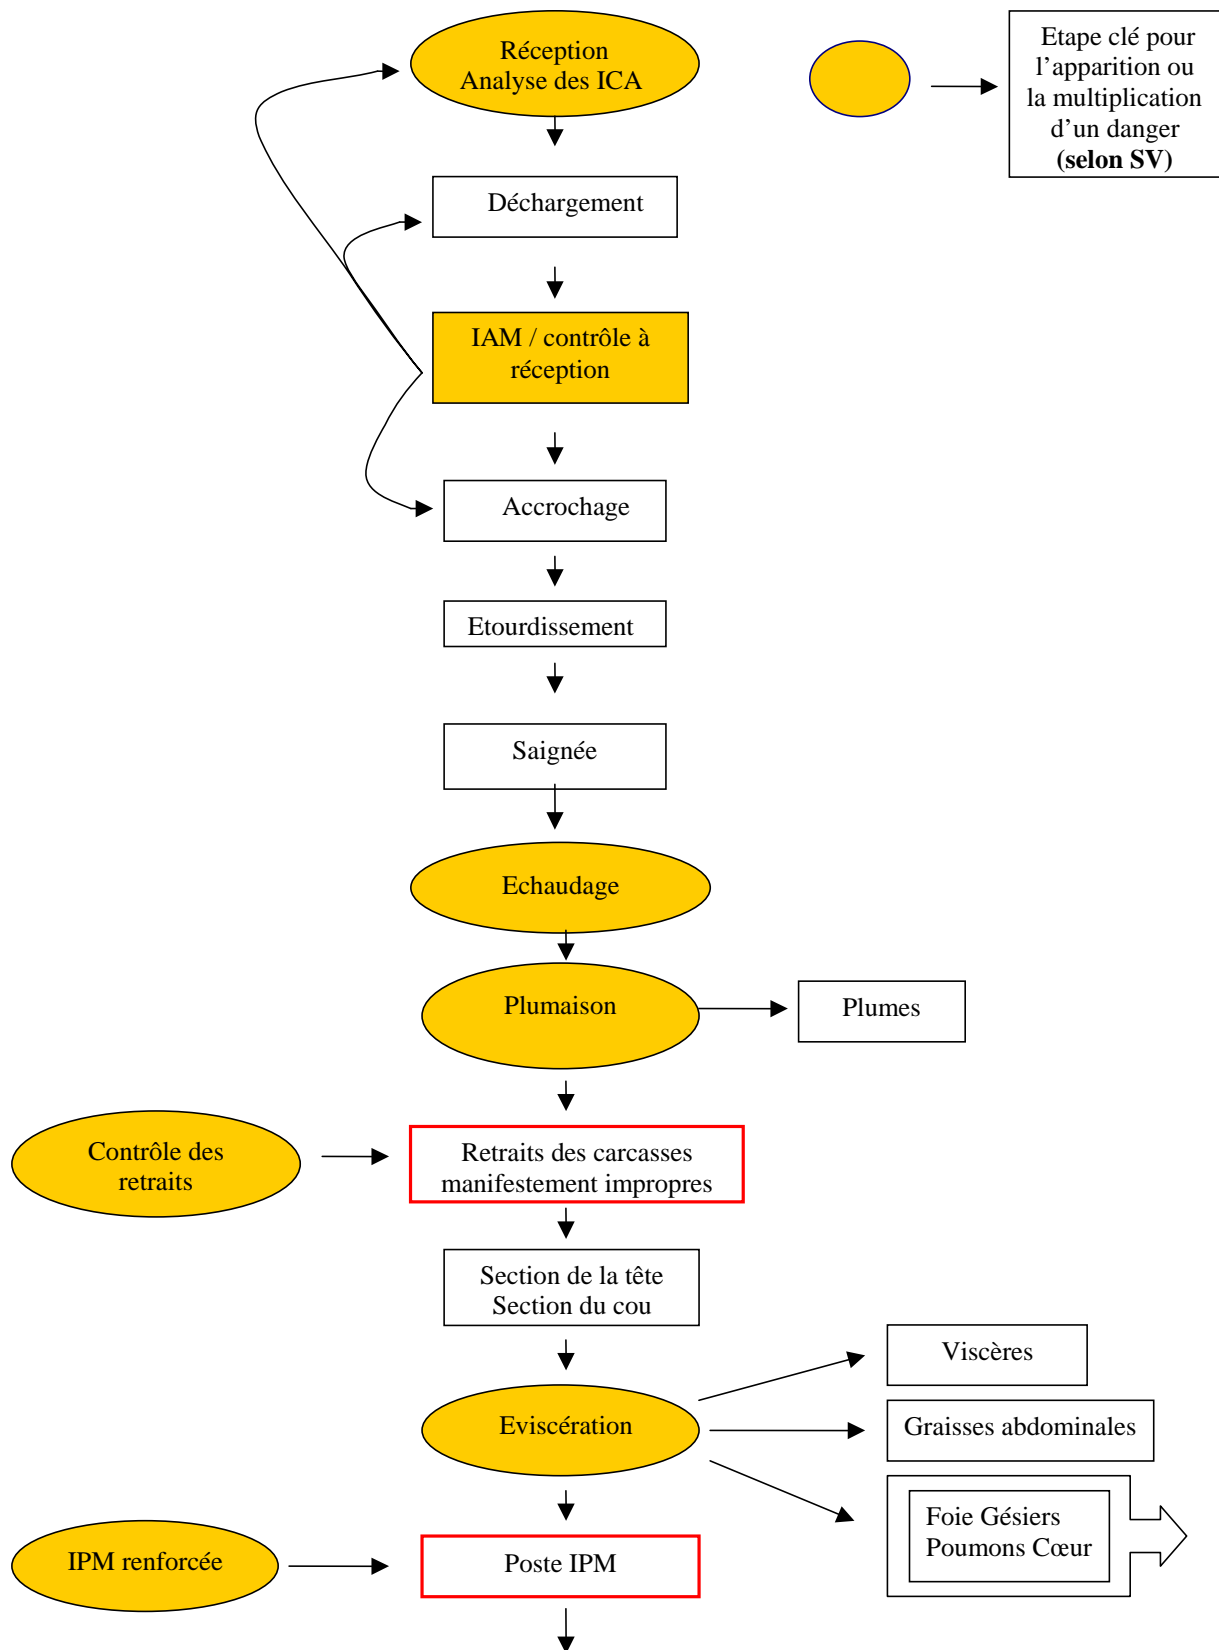 Réception
Analyse des ICA
Etape clé pour
l’apparition ou
la multiplication
d’un danger
(selon SV)
Déchargement
IAM / contrôle à
réception
Accrochage
Etourdissement
Saignée
Echaudage
Plumaison
Plumes
Contrôle des
retraits
Retraits des carcasses
manifestement impropres
Section de la tête
Section du cou
Viscères
Eviscération
Graisses abdominales
Foie Gésiers
Poumons Cœur
IPM renforcée
Poste IPM